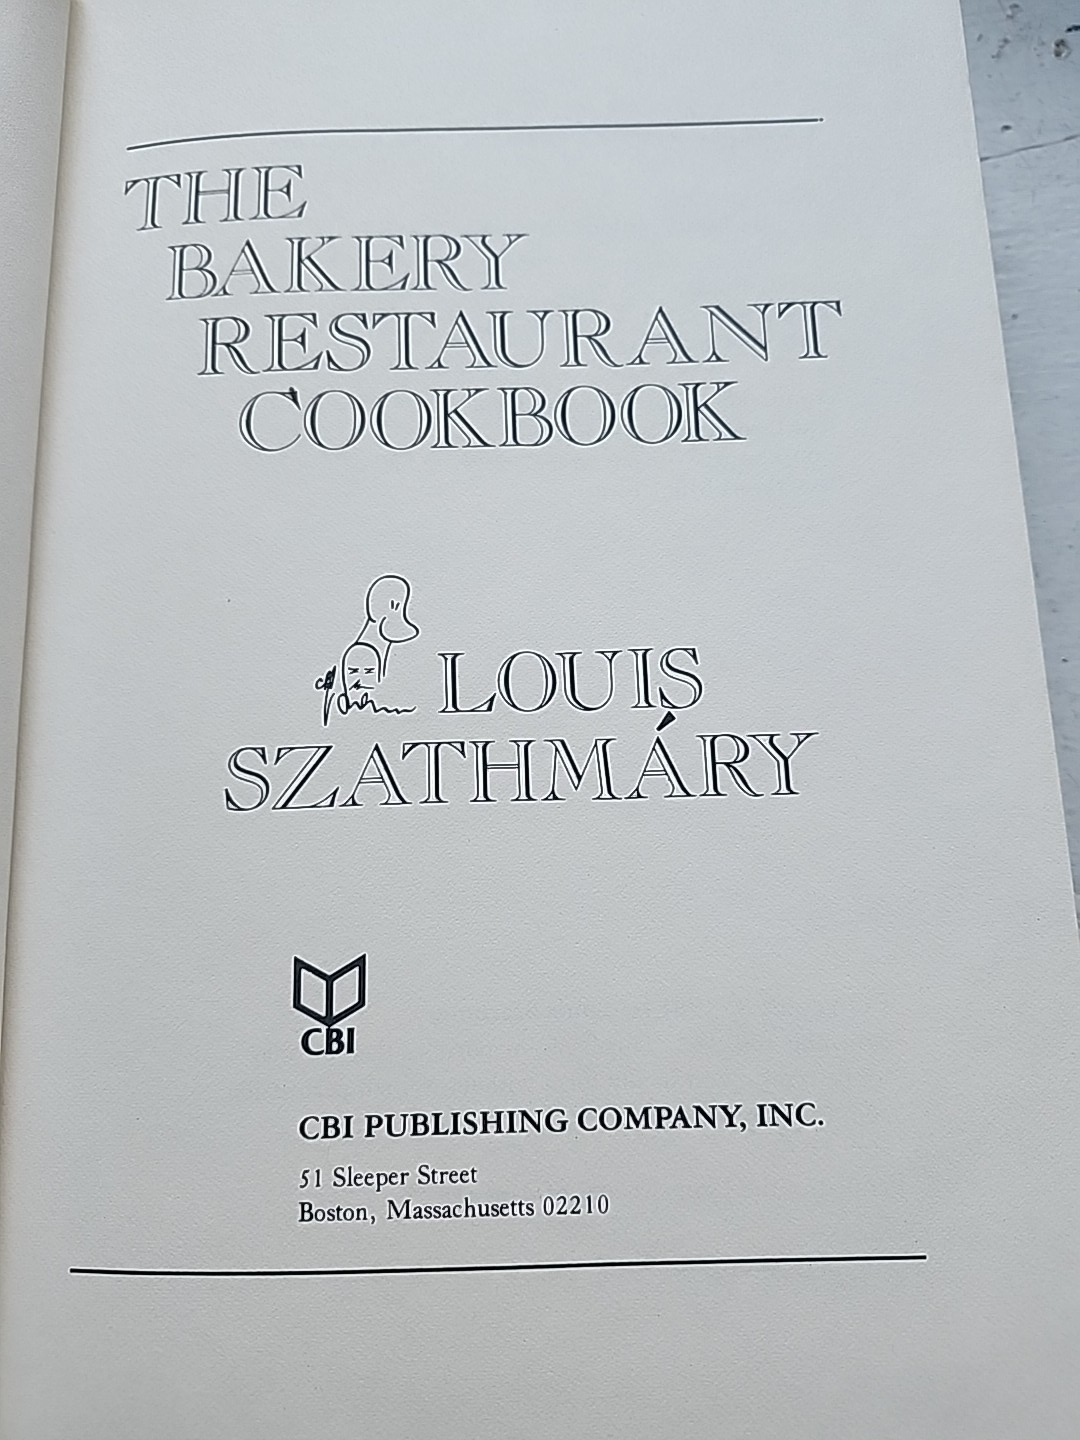 THE
BAKERY
RESTAURANT
COOKBOOK
LOUIS
SZATHMÁRY
CBI
CBI PUBLISHING COMPANY, INC.
51 Sleeper Street
Boston, Massachusetts 02210